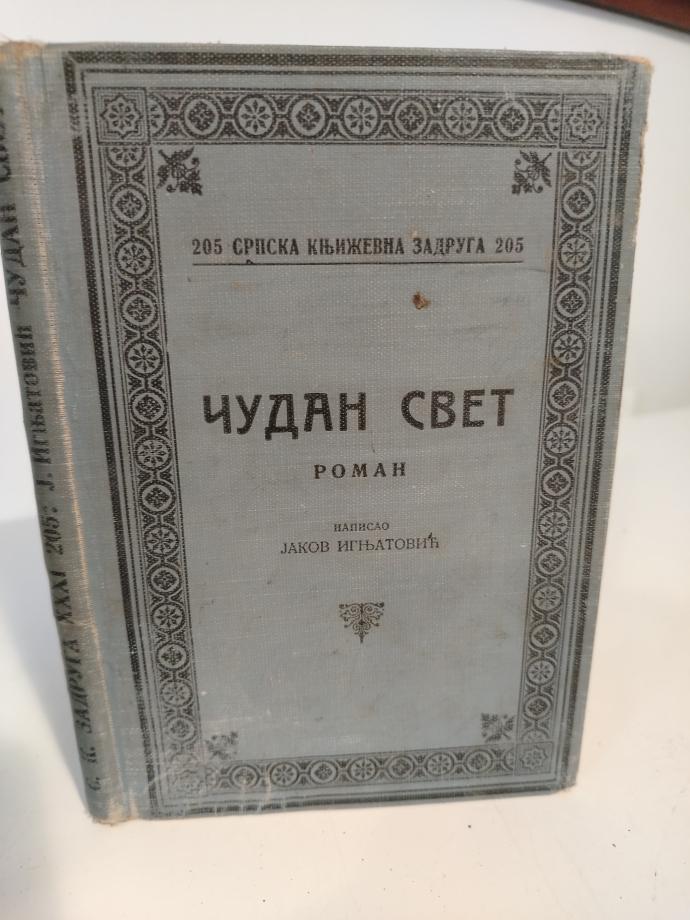 205 СРПСКА КЊИЖЕВНА ЗАДРУГА 205
ЧУДАН СВЕТ
РОМАН
НАПИСАО
ЈАКОВ ИГЊАТОВИЋ
С. К. ЗАДРУГА XXXI 205: Ј. ИГЊАТОВИЋ ЧУДАН СВЕТ